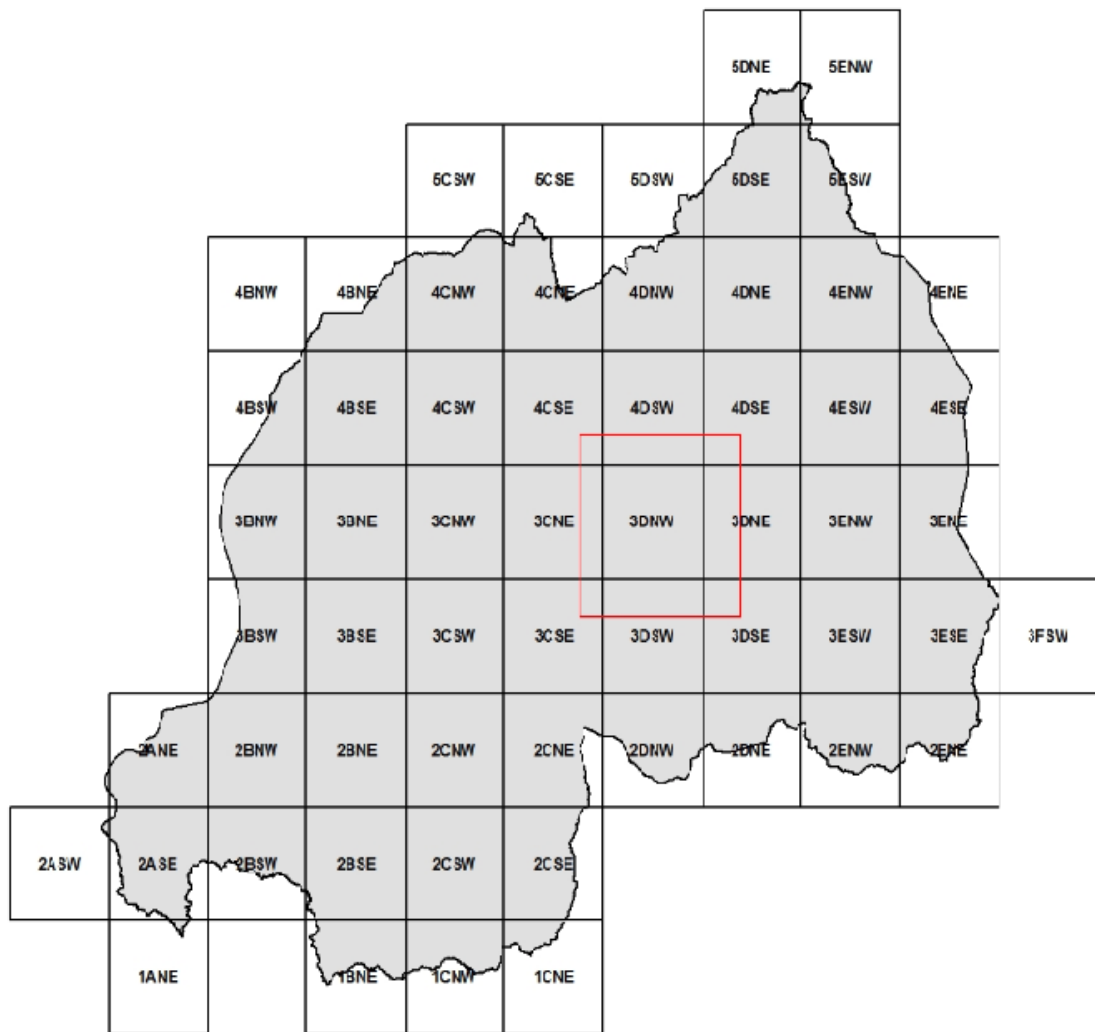 5DNE 5ENW
5CSW 5CSE 5DSW 5DSE 5ESW
4BNW 4BNE 4CNW 4CNE 4DNW 4DNE 4ENW 4ENE
4BSW 4BSE 4CSW 4CSE 4DSW 4DSE 4ESW 4ESE
3BNW 3BNE 3CNW 3CNE 3DNW 3DNE 3ENW 3ENE
3BSW 3BSE 3CSW 3CSE 3DSW 3DSE 3ESW 3ESE 3FSW
2ANE 2BNW 2BNE 2CNW 2CNE 2DNW 2DNE 2ENW 2ENE
2ASW 2ASE 2BSW 2BSE 2CSW 2CSE
1ANE 1BNE 1CNW 1CNE